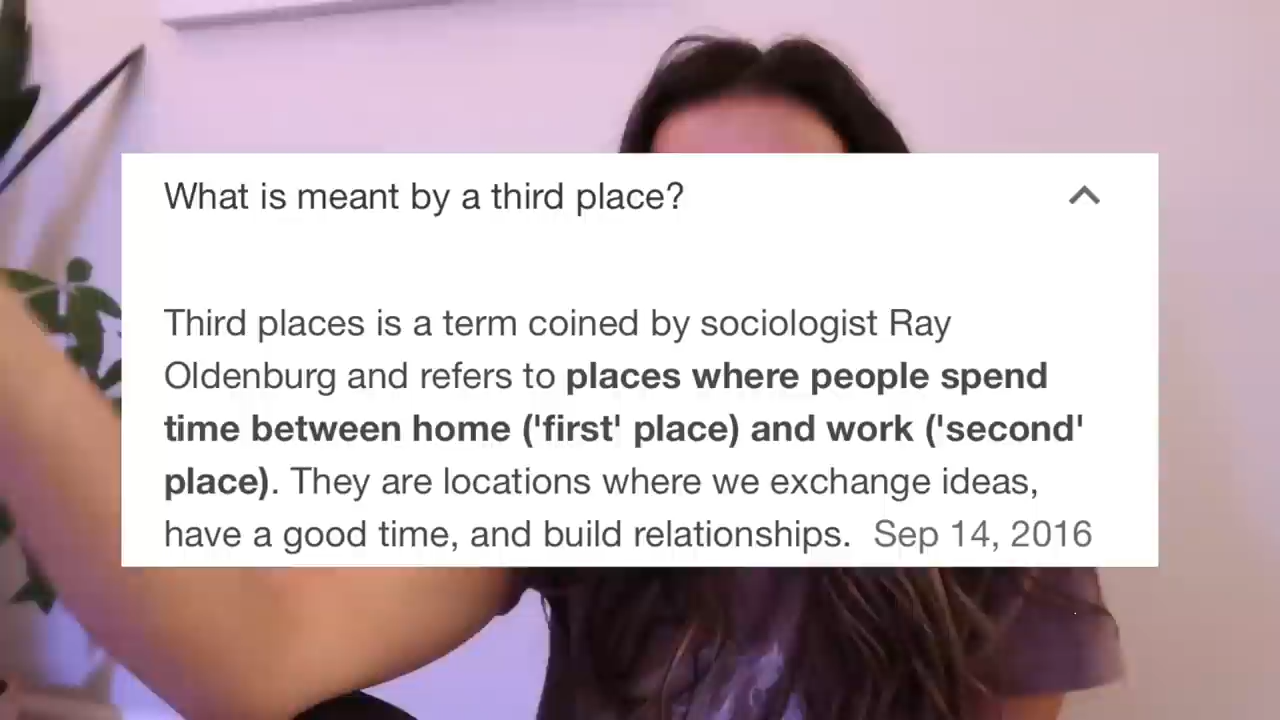 What is meant by a third place?
Third places is a term coined by sociologist Ray
Oldenburg and refers to places where people spend
time between home ('first' place) and work ('second'
place). They are locations where we exchange ideas,
have a good time, and build relationships. Sep 14, 2016